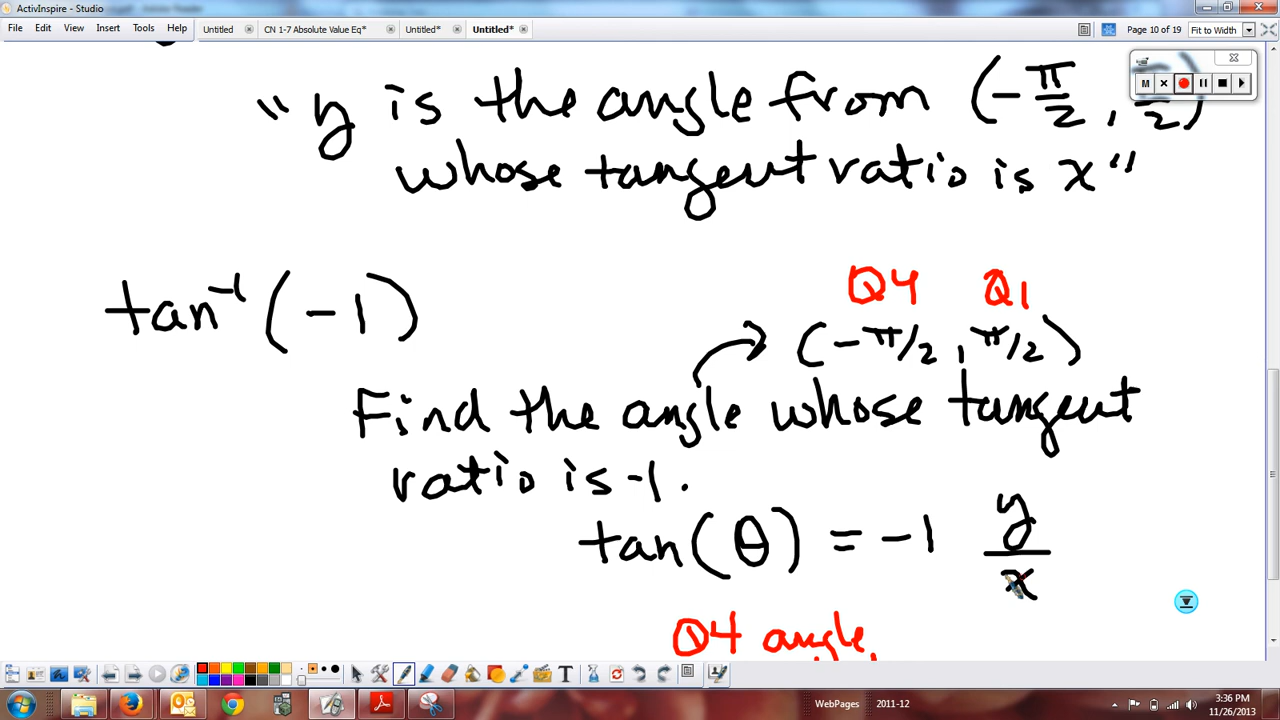 ActivInspire - Studio
File Edit View Insert Tools Help
Untitled
CN 1-7 Absolute Value Eq*
Untitled*
Untitled*
Page 10 of 19
Fit to Width
M
"y is the angle from (-π/2, π/2)
whose tangent ratio is x"
Q4 Q1
tan⁻¹(-1)
(-π/2, π/2)
Find the angle whose tangent
ratio is -1.
tan(θ) = -1 y/x
Q4 angle
T
WebPages
2011-12
3:36 PM
11/26/2013